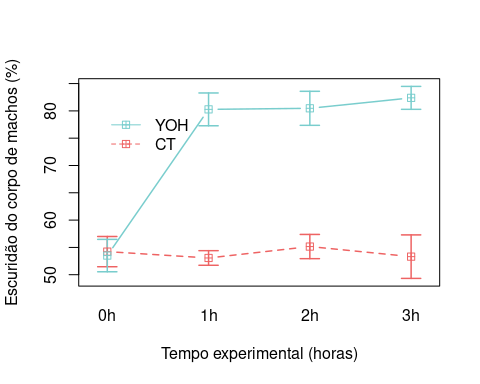 Escuridão do corpo de machos (%)
80
70
60
50
YOH
CT
0h 1h 2h 3h
Tempo experimental (horas)